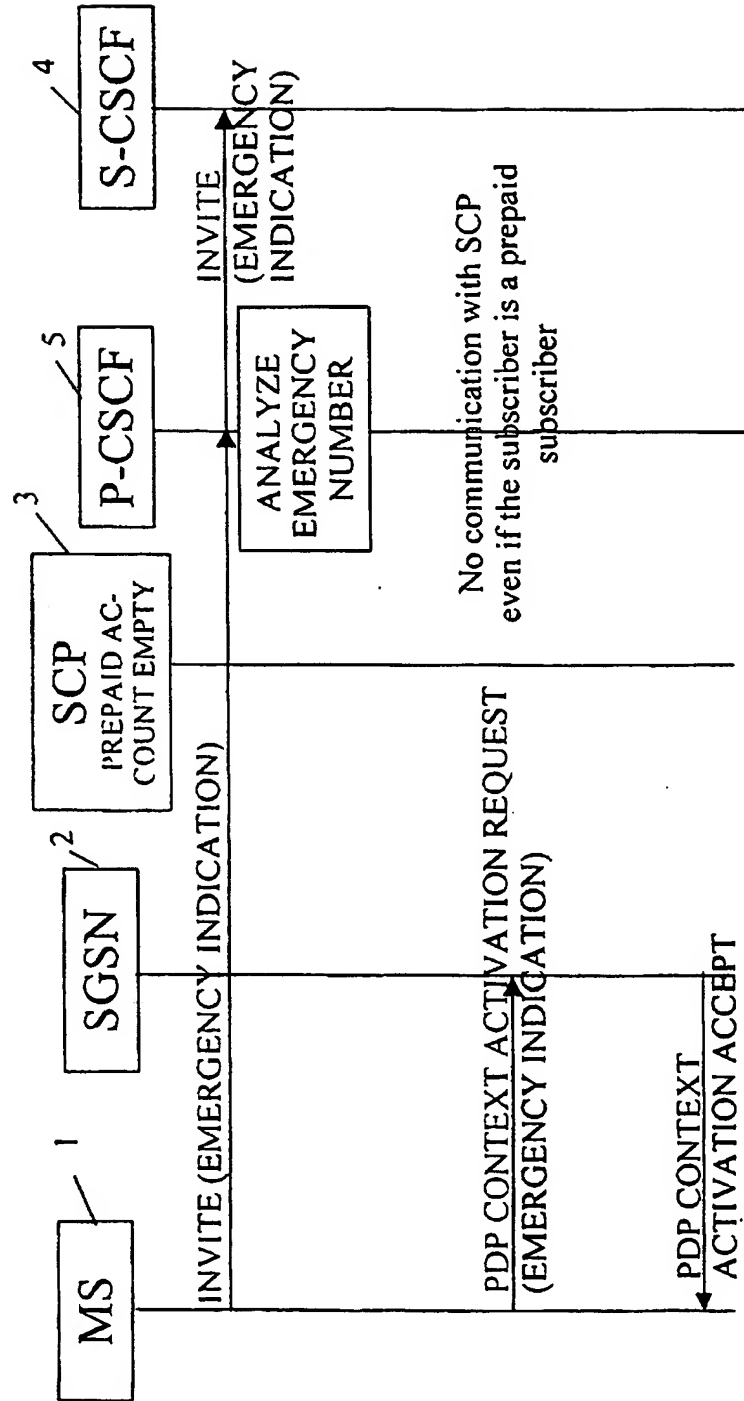 MS
1
SGSN
2
SCP
PREPAID AC-
COUNT EMPTY
3
P-CSCF
5
S-CSCF
4
INVITE (EMERGENCY INDICATION)
INVITE
(EMERGENCY
INDICATION)
ANALYZE
EMERGENCY
NUMBER
PDP CONTEXT ACTIVATION REQUEST
(EMERGENCY INDICATION)
No communication with SCP
even if the subscriber is a prepaid
subscriber
PDP CONTEXT
ACTIVATION ACCEPT